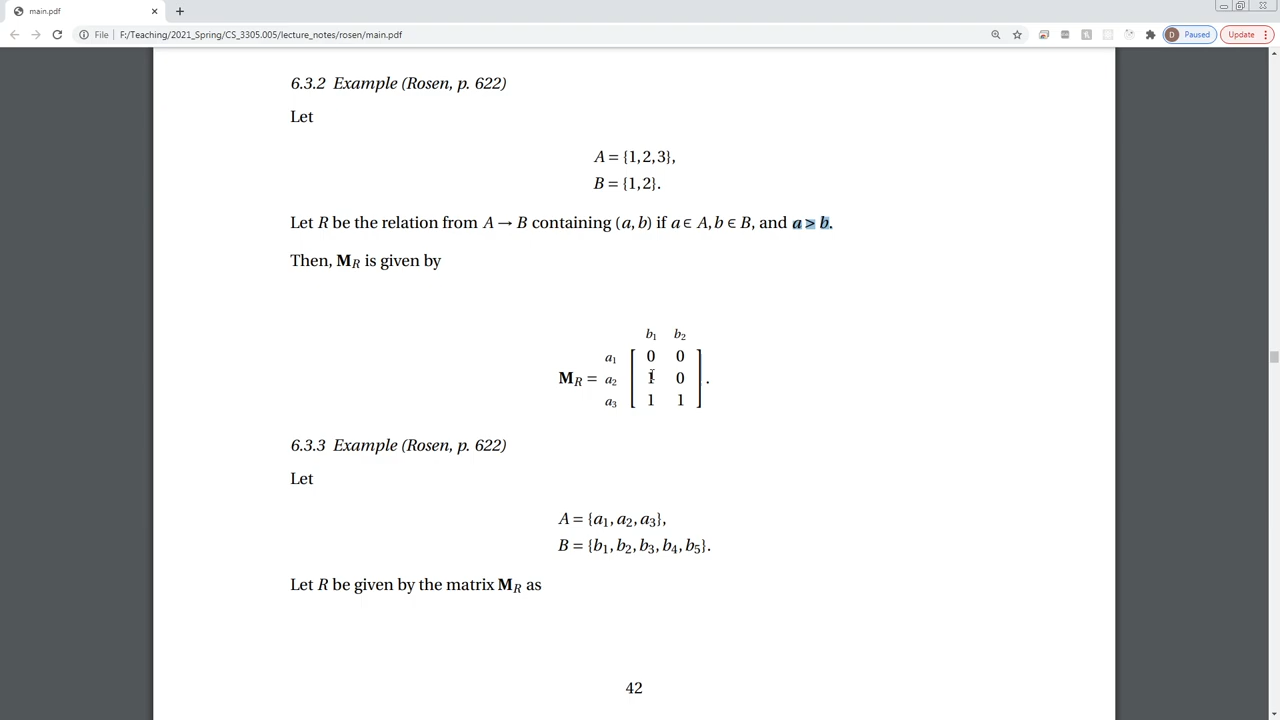 main.pdf
File | F:/Teaching/2021_Spring/CS_3305.005/lecture_notes/rosen/main.pdf
D Paused
Update
6.3.2 Example (Rosen, p. 622)
Let
A = {1,2,3},
B = {1,2}.
Let R be the relation from A → B containing (a, b) if a ∈ A, b ∈ B, and a > b.
Then, M_R is given by
b₁ b₂
a₁ 0 0
M_R = a₂ 1 0 .
a₃ 1 1
6.3.3 Example (Rosen, p. 622)
Let
A = {a₁, a₂, a₃},
B = {b₁, b₂, b₃, b₄, b₅}.
Let R be given by the matrix M_R as
42